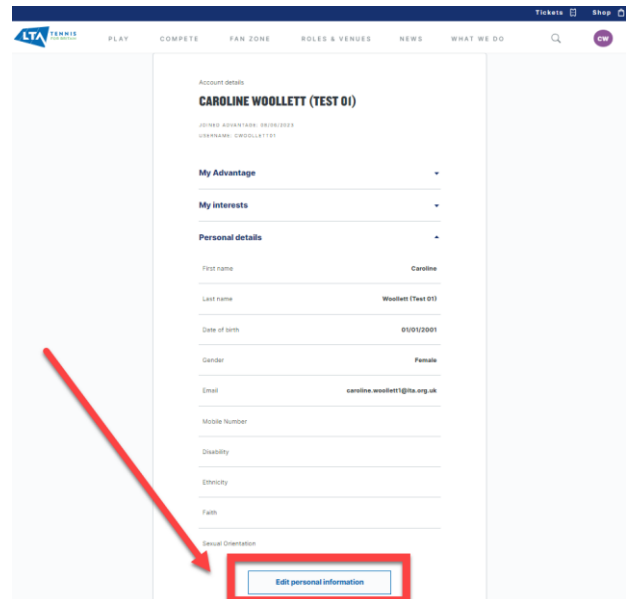 Tickets Shop
LTA TENNIS FOR BRITAIN PLAY COMPETE FAN ZONE ROLES & VENUES NEWS WHAT WE DO CW
Account details
CAROLINE WOOLLETT (TEST 01)
JOINED ADVANTAGE: 08/08/2023
USERNAME: CWOOLLETT01
My Advantage
My interests
Personal details
First name Caroline
Last name Woollett (Test 01)
Date of birth 01/01/2001
Gender Female
Email caroline.woollett1@lta.org.uk
Mobile Number
Disability
Ethnicity
Faith
Sexual Orientation
Edit personal information